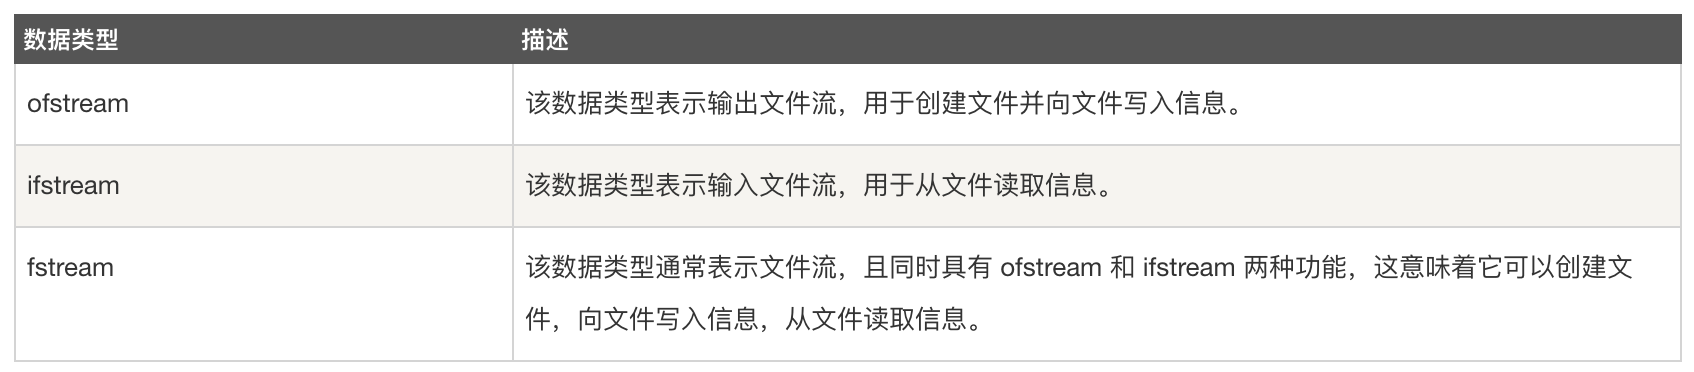 数据类型 描述
ofstream 该数据类型表示输出文件流，用于创建文件并向文件写入信息。
ifstream 该数据类型表示输入文件流，用于从文件读取信息。
fstream 该数据类型通常表示文件流，且同时具有 ofstream 和 ifstream 两种功能，这意味着它可以创建文
件，向文件写入信息，从文件读取信息。